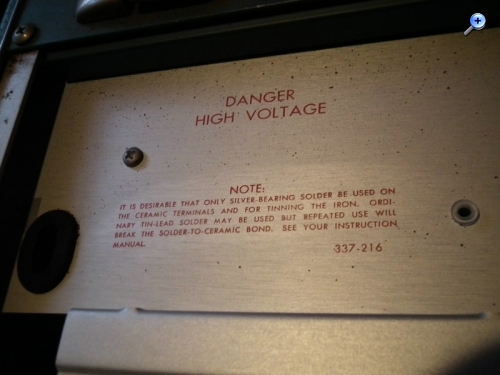 DANGER
HIGH VOLTAGE
NOTE:
IT IS DESIRABLE THAT ONLY SILVER-BEARING SOLDER BE USED ON
THE CERAMIC TERMINALS AND FOR TINNING THE IRON. ORDI-
NARY TIN-LEAD SOLDER MAY BE USED BUT REPEATED USE WILL
BREAK THE SOLDER-TO-CERAMIC BOND. SEE YOUR INSTRUCTION
MANUAL.
337-216